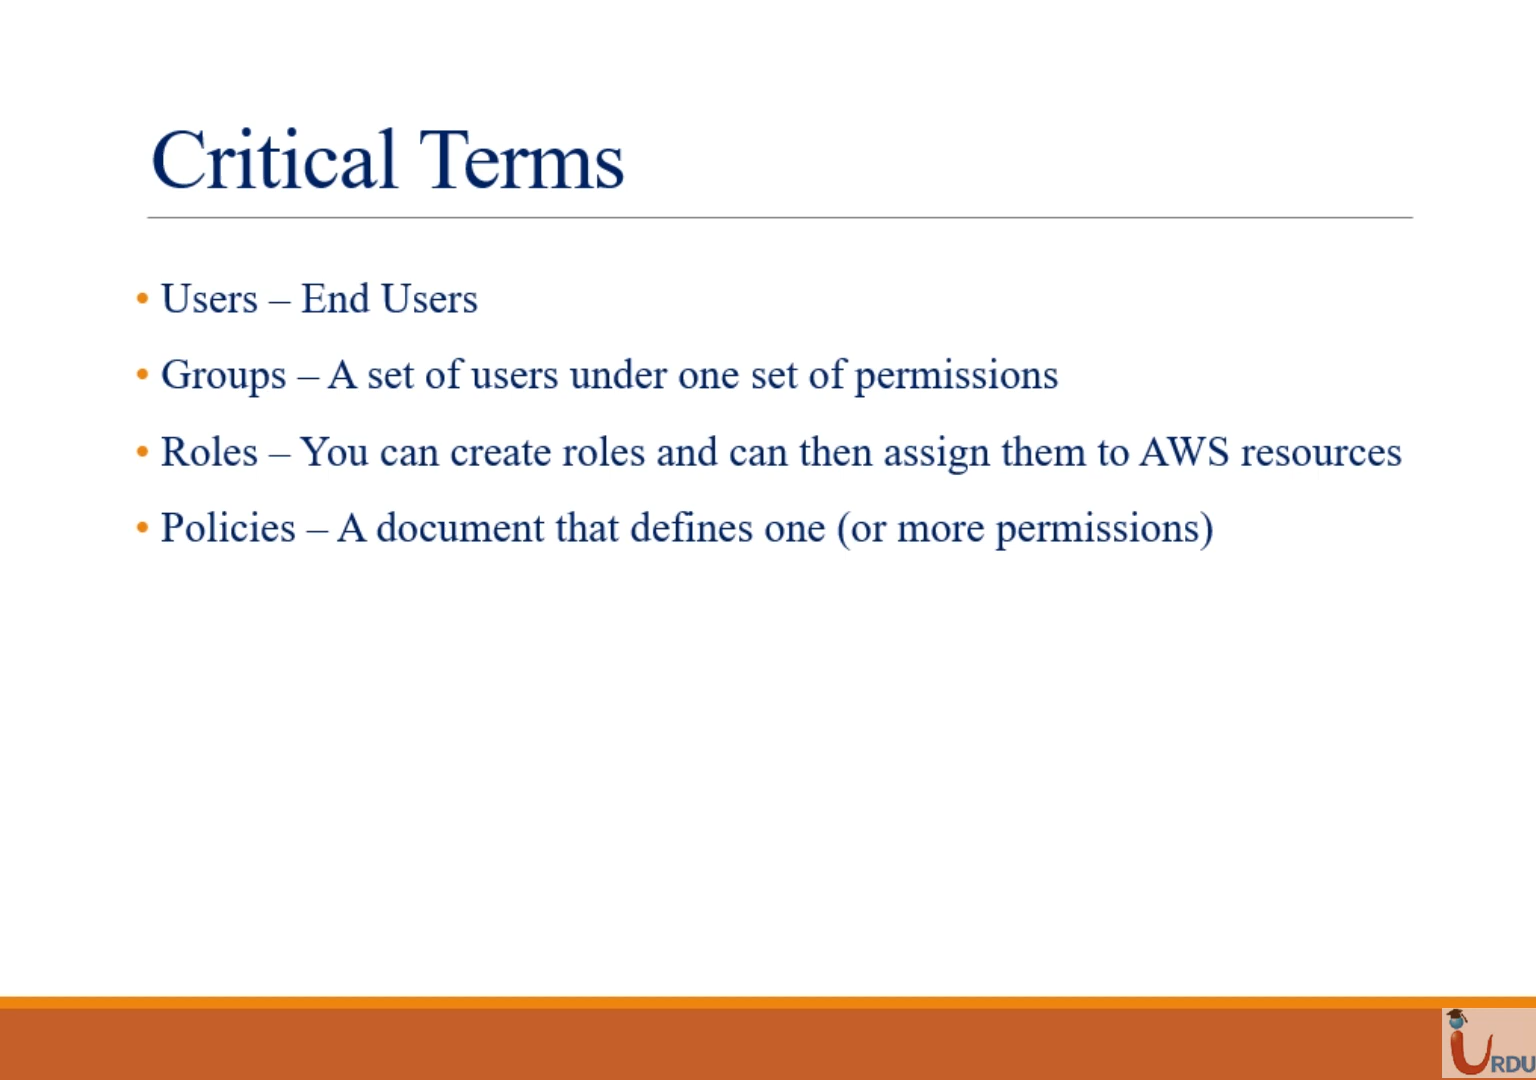 Critical Terms
• Users – End Users
• Groups – A set of users under one set of permissions
• Roles – You can create roles and can then assign them to AWS resources
• Policies – A document that defines one (or more permissions)
iURDU